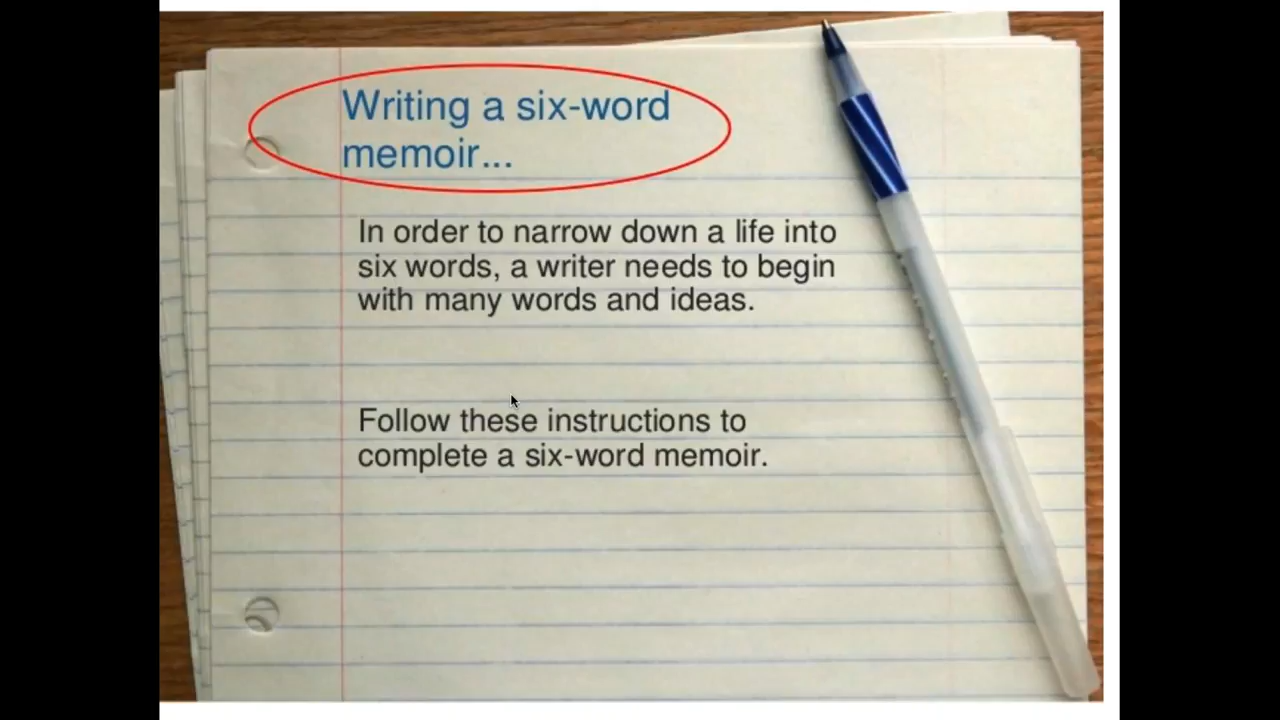 Writing a six-word
memoir...
In order to narrow down a life into
six words, a writer needs to begin
with many words and ideas.
Follow these instructions to
complete a six-word memoir.